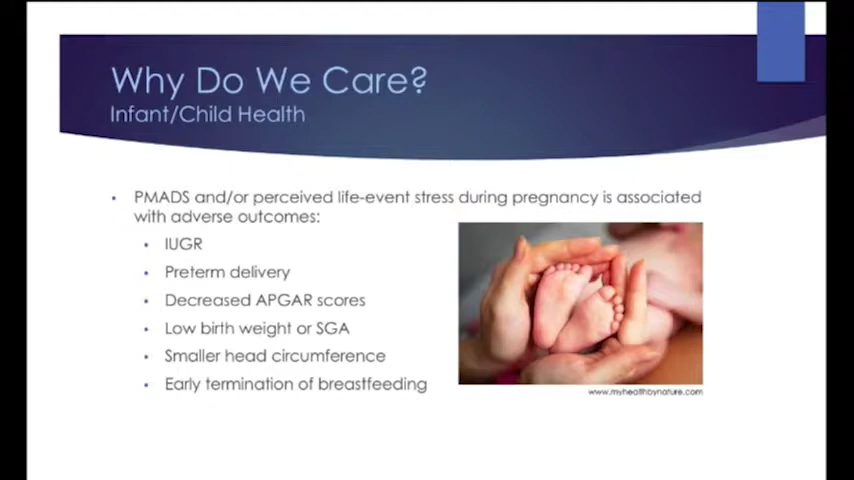 Why Do We Care?
Infant/Child Health
• PMADS and/or perceived life-event stress during pregnancy is associated
with adverse outcomes:
• IUGR
• Preterm delivery
• Decreased APGAR scores
• Low birth weight or SGA
• Smaller head circumference
• Early termination of breastfeeding
www.myhealthbynature.com